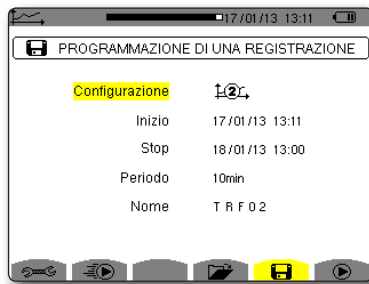 17/01/13 13:11
PROGRAMMAZIONE DI UNA REGISTRAZIONE
Configurazione 2
Inizio 17/01/13 13:11
Stop 18/01/13 13:00
Periodo 10min
Nome TRF02